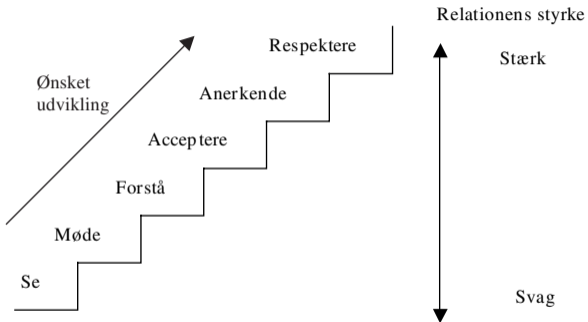 Relationens styrke
Respektere
Stærk
Ønsket
udvikling
Anerkende
Acceptere
Forstå
Møde
Se
Svag